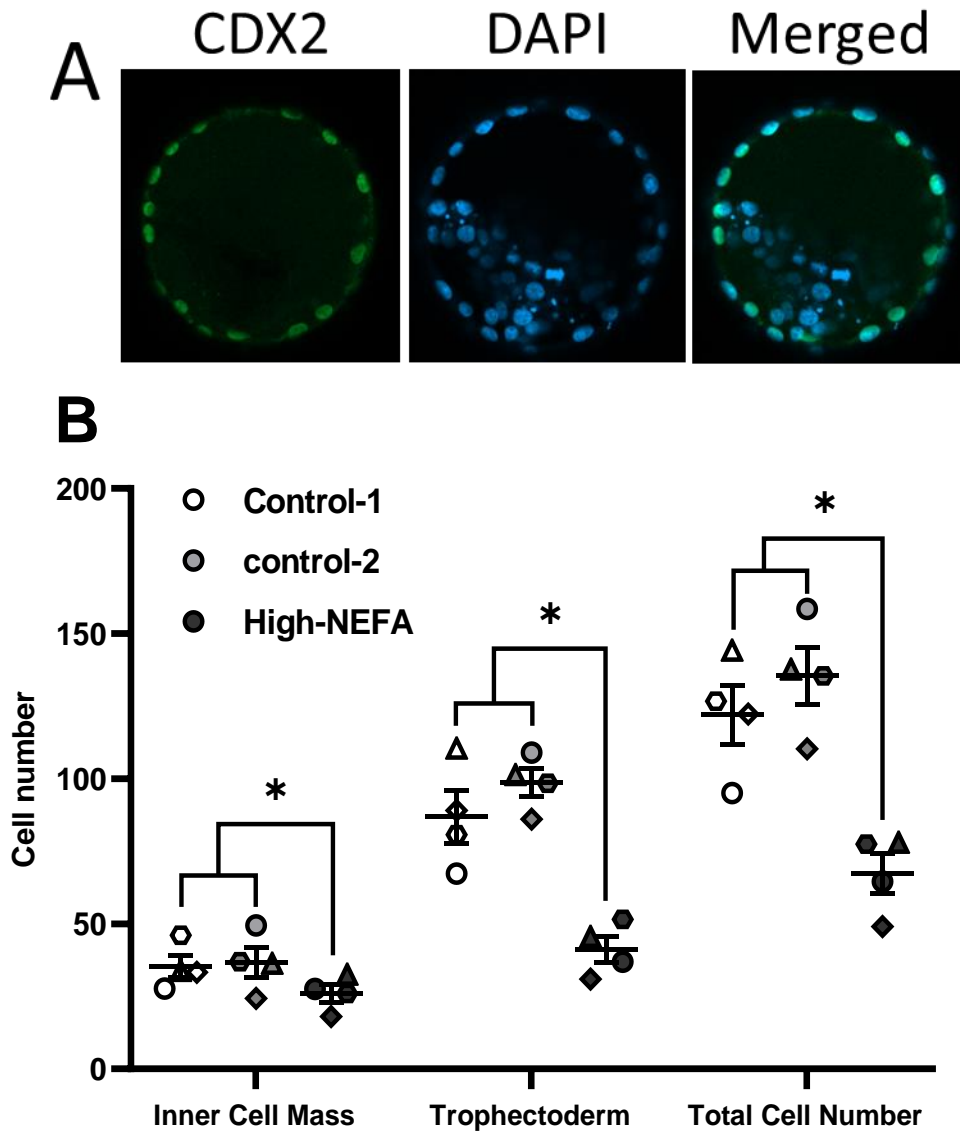 A
CDX2
DAPI
Merged
B
Control-1
control-2
High-NEFA
*
*
*
Cell number
200
150
100
50
0
Inner Cell Mass
Trophectoderm
Total Cell Number